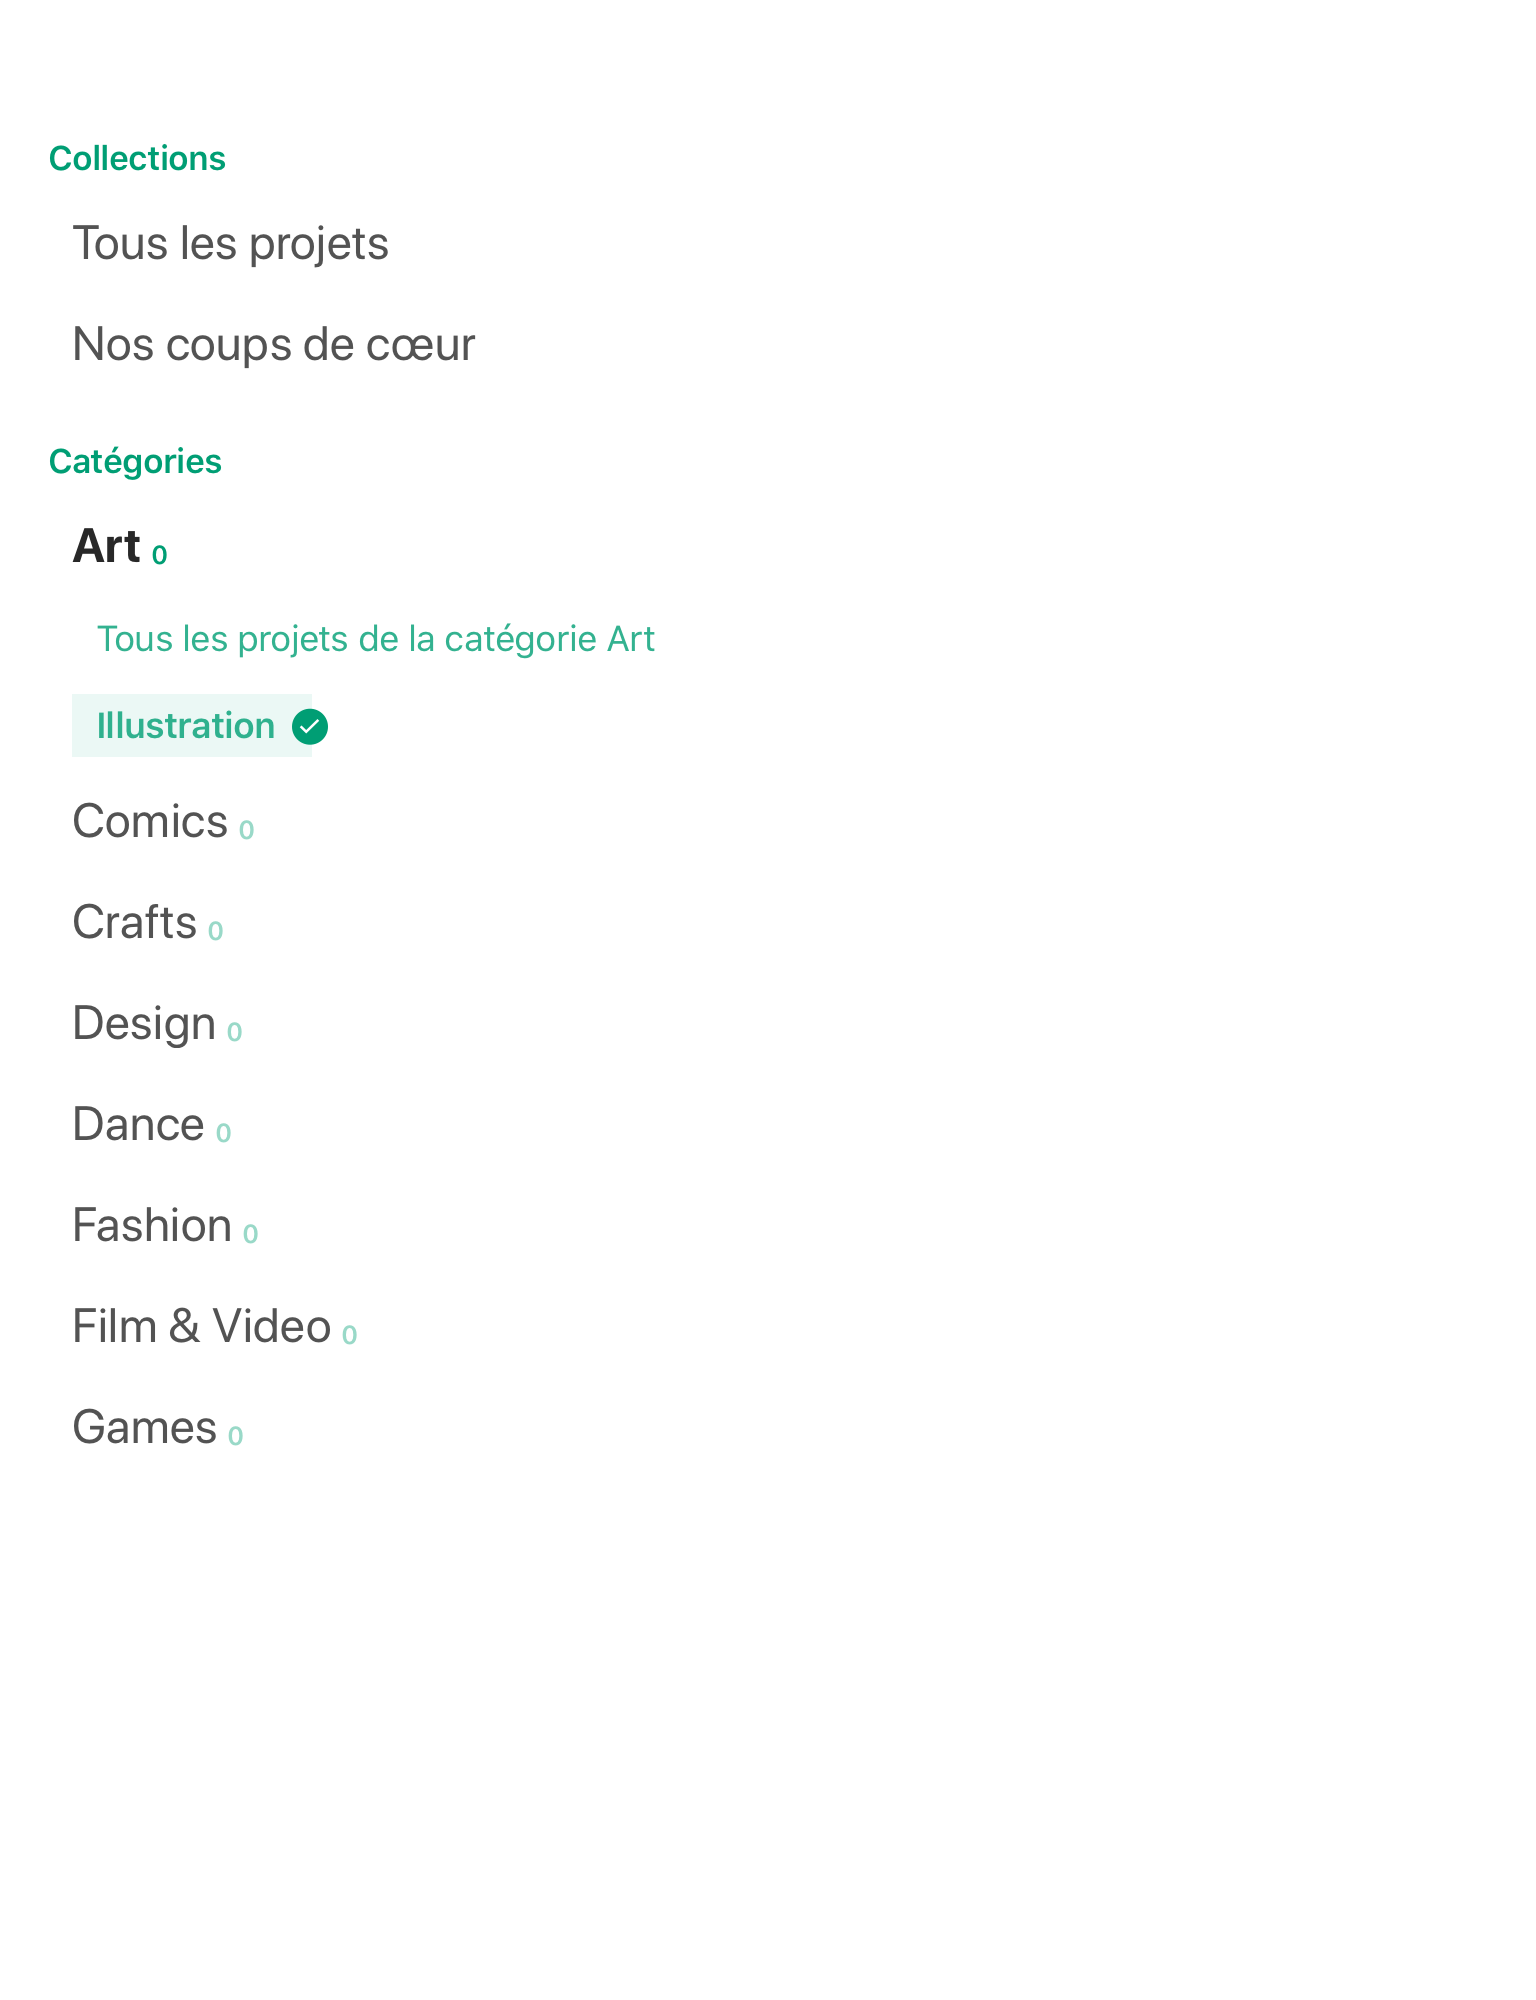 Collections
Tous les projets
Nos coups de cœur
Catégories
Art 0
Tous les projets de la catégorie Art
Illustration
Comics 0
Crafts 0
Design 0
Dance 0
Fashion 0
Film & Video 0
Games 0